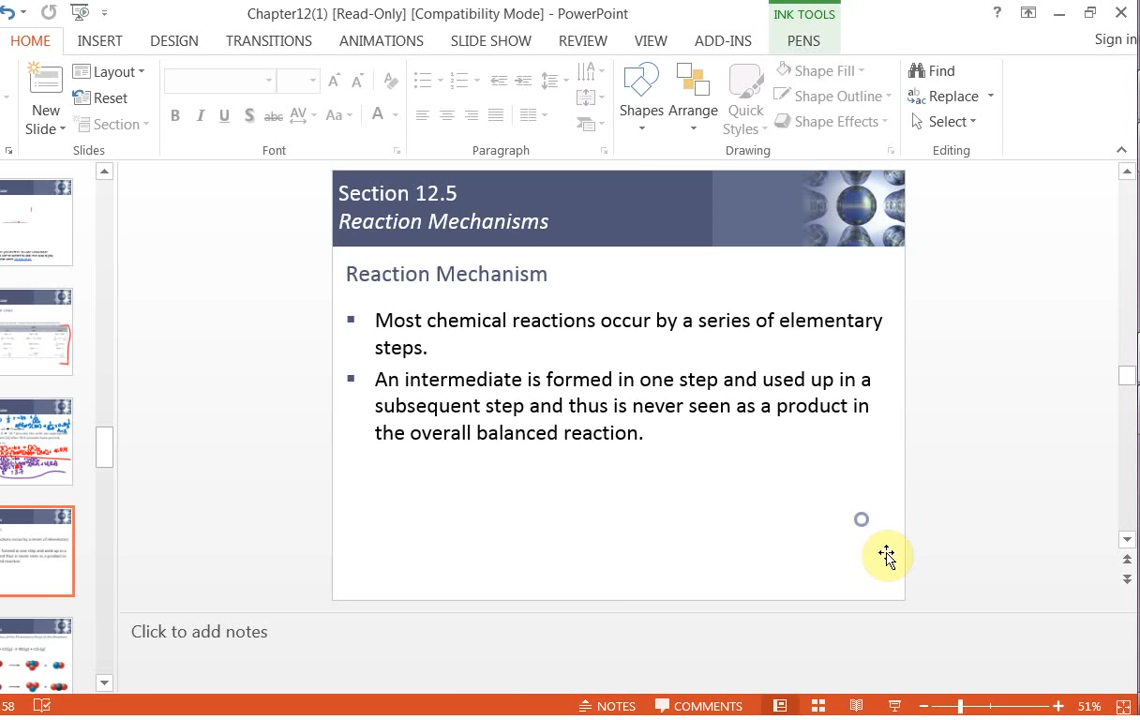 Chapter12(1) [Read-Only] [Compatibility Mode] - PowerPoint
INK TOOLS
?
HOME INSERT DESIGN TRANSITIONS ANIMATIONS SLIDE SHOW REVIEW VIEW ADD-INS PENS Sign in
New
Slide
Layout
Reset
Section
Slides
B I U S abc AV Aa A
Font
Paragraph
Shapes
Arrange
Quick
Styles
Shape Fill
Shape Outline
Shape Effects
Drawing
Find
Replace
Select
Editing
Section 12.5
Reaction Mechanisms
Reaction Mechanism
▪ Most chemical reactions occur by a series of elementary
steps.
▪ An intermediate is formed in one step and used up in a
subsequent step and thus is never seen as a product in
the overall balanced reaction.
Click to add notes
58 NOTES COMMENTS 51%